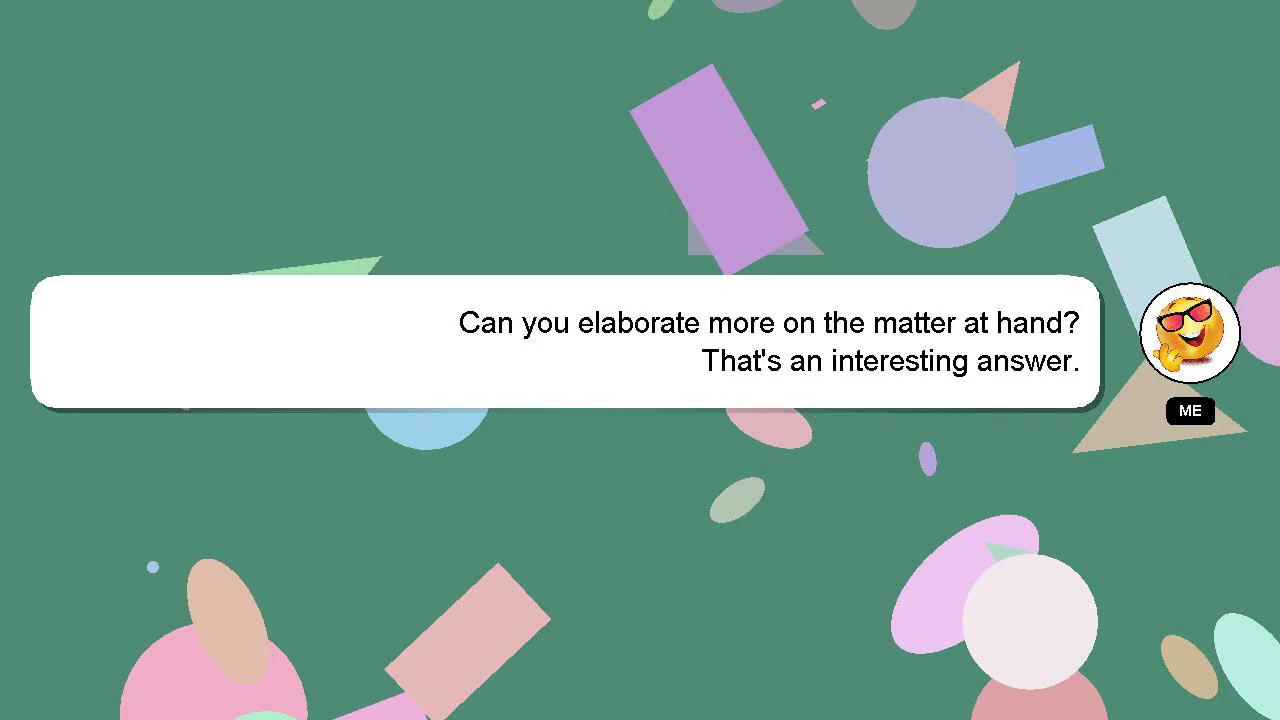 Can you elaborate more on the matter at hand?
That's an interesting answer.
ME